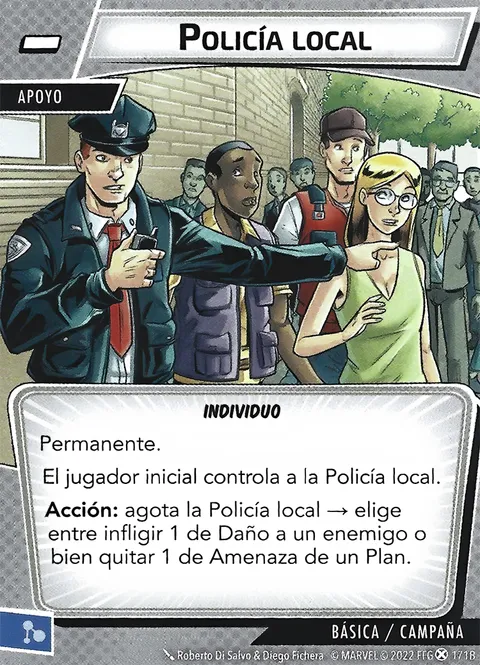 POLICÍA LOCAL
APOYO
INDIVIDUO
Permanente.
El jugador inicial controla a la Policía local.
Acción: agota la Policía local → elige
entre infligir 1 de Daño a un enemigo o
bien quitar 1 de Amenaza de un Plan.
BÁSICA / CAMPAÑA
Roberto Di Salvo & Diego Fichera © MARVEL © 2022 FFG 1/18